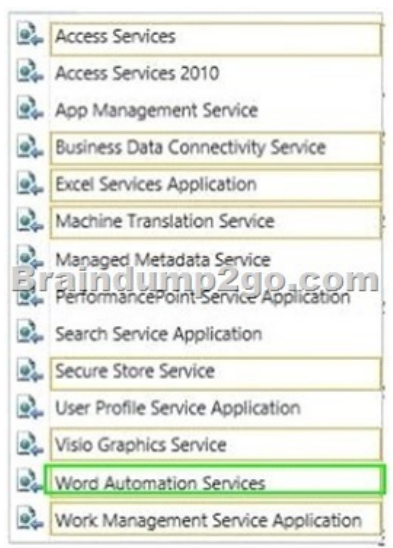 Access Services
Access Services 2010
App Management Service
Business Data Connectivity Service
Excel Services Application
Machine Translation Service
Managed Metadata Service
Braindump2go.com
PerformancePoint Service Application
Search Service Application
Secure Store Service
User Profile Service Application
Visio Graphics Service
Word Automation Services
Work Management Service Application